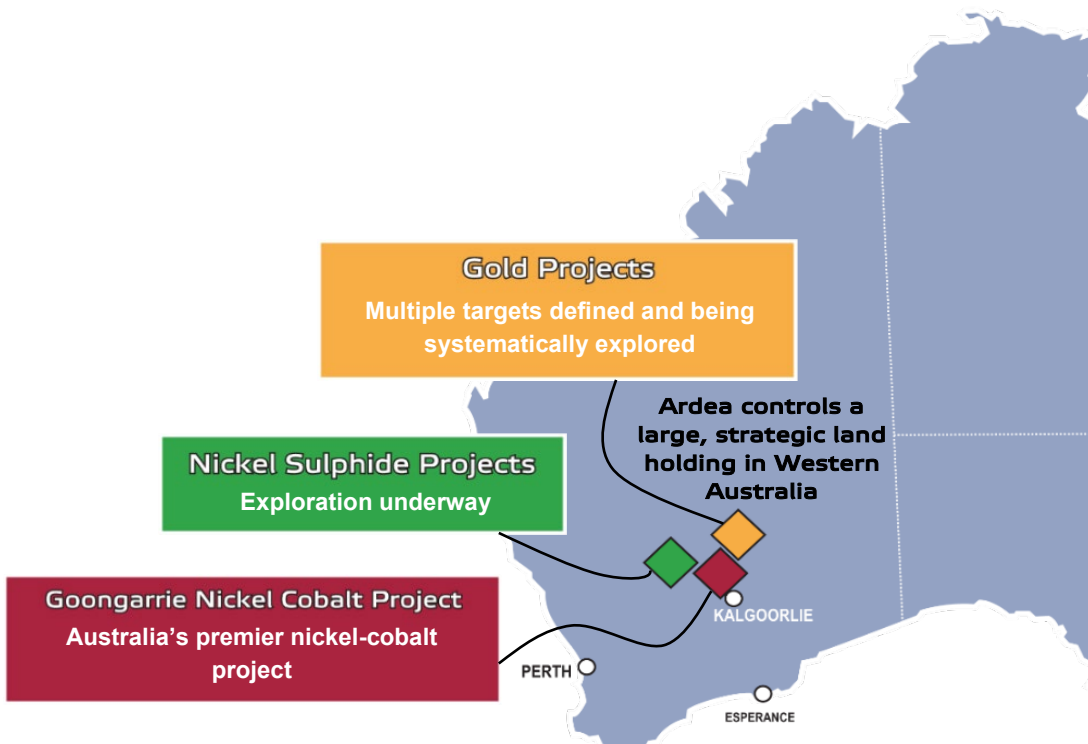 Gold Projects
Multiple targets defined and being
systematically explored
Ardea controls a
large, strategic land
holding in Western
Australia
Nickel Sulphide Projects
Exploration underway
Goongarrie Nickel Cobalt Project
Australia’s premier nickel-cobalt
project
KALGOORLIE
PERTH
ESPERANCE